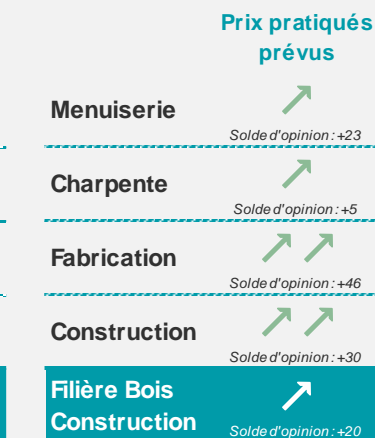 Prix pratiqués
prévus
Menuiserie
Solde d'opinion : +23
Charpente
Solde d'opinion : +5
Fabrication
Solde d'opinion : +46
Construction
Solde d'opinion : +30
Filière Bois
Construction
Solde d'opinion : +20